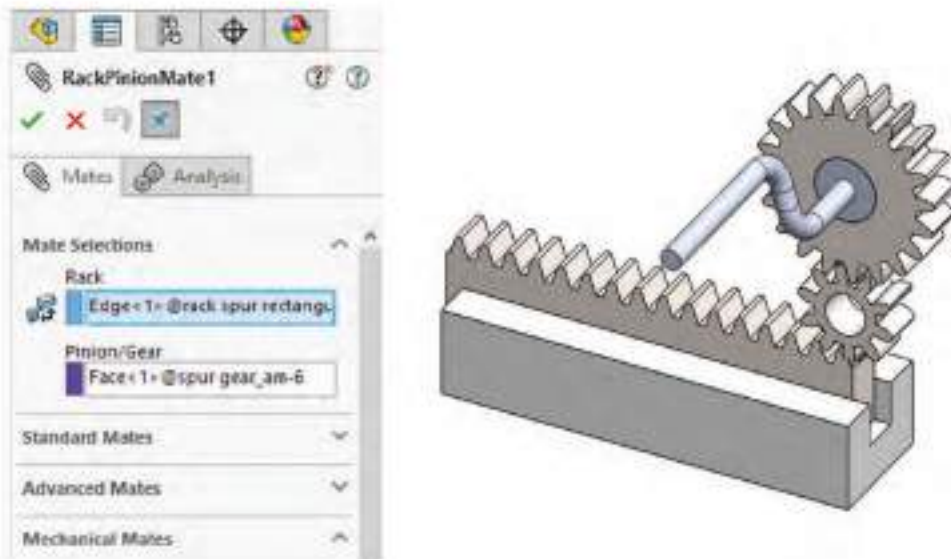 RackPinionMate1
Mates
Analysis
Mate Selections
Rack
Edge<1>@rack spur rectangu
Pinion/Gear
Face<1>@spur gear_am-6
Standard Mates
Advanced Mates
Mechanical Mates